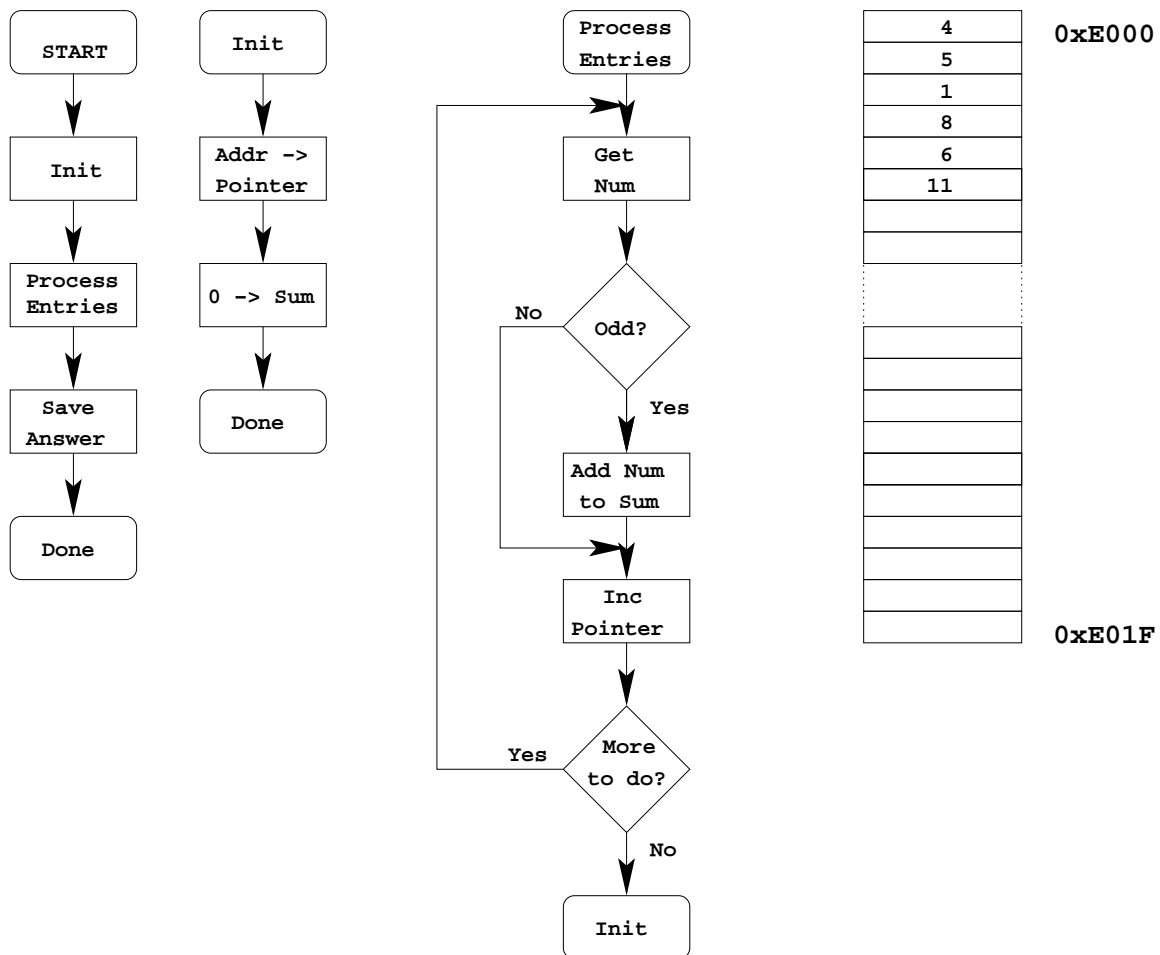 START
Init
Process
Entries
Save
Answer
Done
Init
Addr ->
Pointer
0 -> Sum
Done
Process
Entries
Get
Num
Odd?
No
Yes
Add Num
to Sum
Inc
Pointer
More
to do?
Yes
No
Init
4
5
1
8
6
11
0xE000
0xE01F